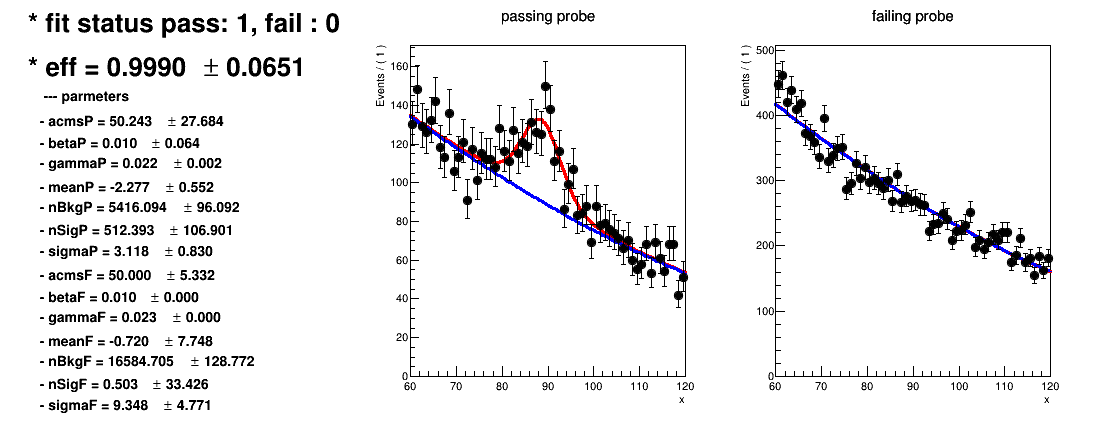 * fit status pass: 1, fail : 0
* eff = 0.9990 ± 0.0651
--- parmeters
- acmsP = 50.243 ± 27.684
- betaP = 0.010 ± 0.064
- gammaP = 0.022 ± 0.002
- meanP = -2.277 ± 0.552
- nBkgP = 5416.094 ± 96.092
- nSigP = 512.393 ± 106.901
- sigmaP = 3.118 ± 0.830
- acmsF = 50.000 ± 5.332
- betaF = 0.010 ± 0.000
- gammaF = 0.023 ± 0.000
- meanF = -0.720 ± 7.748
- nBkgF = 16584.705 ± 128.772
- nSigF = 0.503 ± 33.426
- sigmaF = 9.348 ± 4.771
passing probe
Events / ( 1 )
160
140
120
100
80
60
40
20
0
60 70 80 90 100 110 120
x
failing probe
Events / ( 1 )
500
400
300
200
100
0
60 70 80 90 100 110 120
x